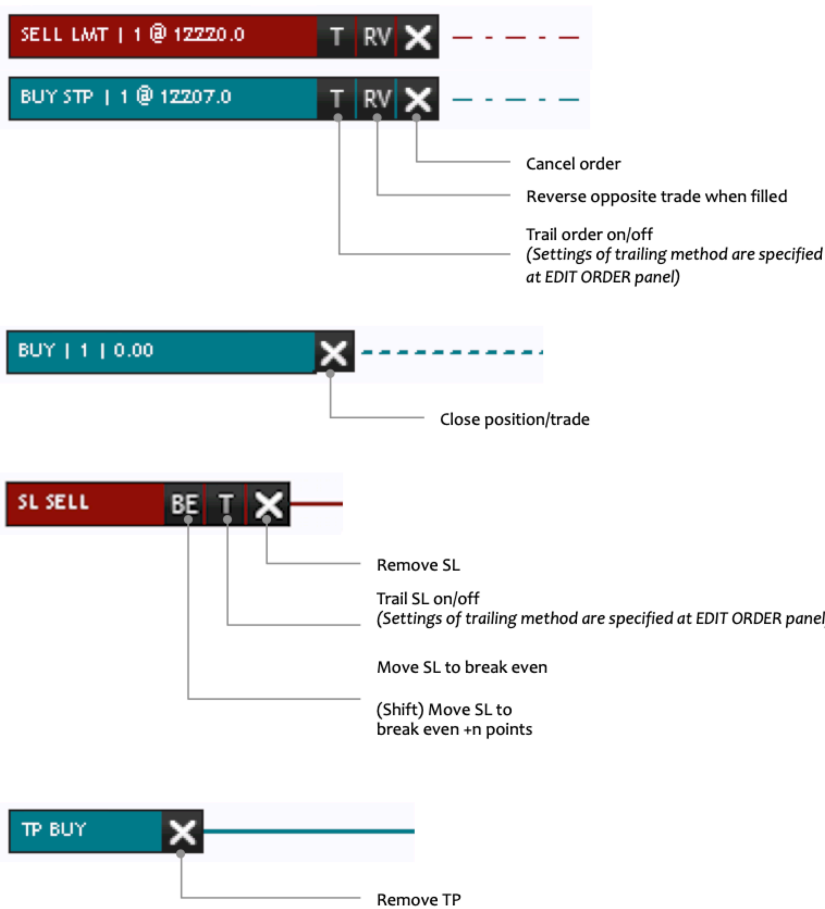 SELL LMT | 1 @ 12220.0 T RV X
BUY STP | 1 @ 12207.0 T RV X
Cancel order
Reverse opposite trade when filled
Trail order on/off
(Settings of trailing method are specified
at EDIT ORDER panel)
BUY | 1 | 0.00 X
Close position/trade
SL SELL BE T X
Remove SL
Trail SL on/off
(Settings of trailing method are specified at EDIT ORDER panel
Move SL to break even
(Shift) Move SL to
break even +n points
TP BUY X
Remove TP